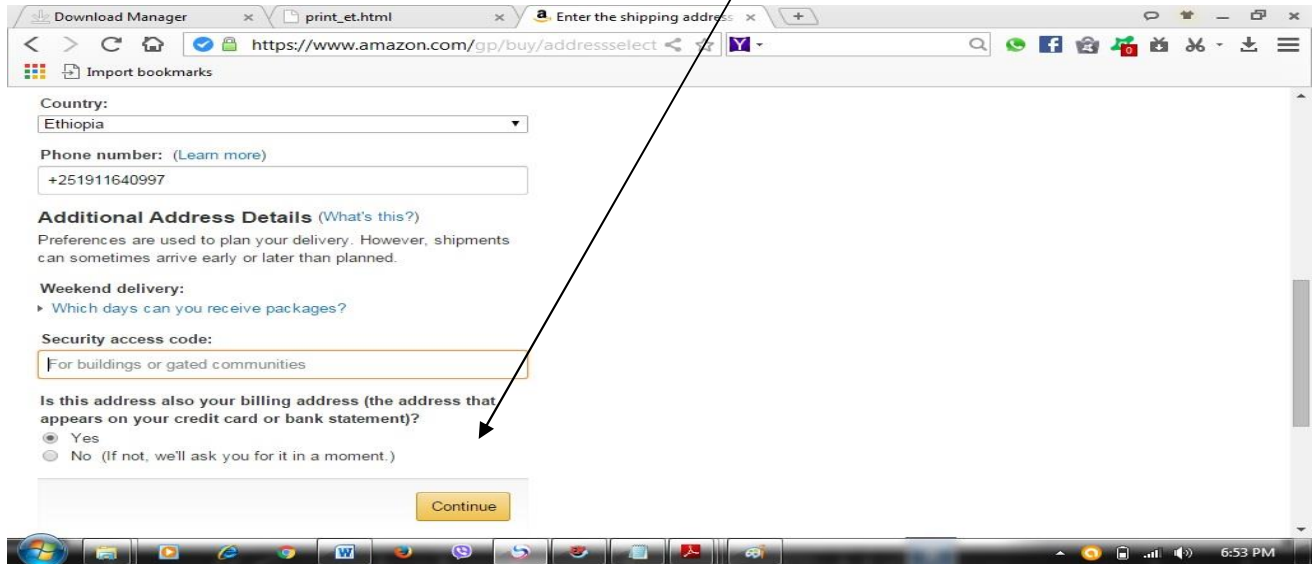 Download Manager
print_et.html
Enter the shipping address
https://www.amazon.com/gp/buy/addressselect
Import bookmarks
Country:
Ethiopia
Phone number: (Learn more)
+251911640997
Additional Address Details (What's this?)
Preferences are used to plan your delivery. However, shipments
can sometimes arrive early or later than planned.
Weekend delivery:
Which days can you receive packages?
Security access code:
For buildings or gated communities
Is this address also your billing address (the address that
appears on your credit card or bank statement)?
Yes
No (If not, we'll ask you for it in a moment.)
Continue
6:53 PM